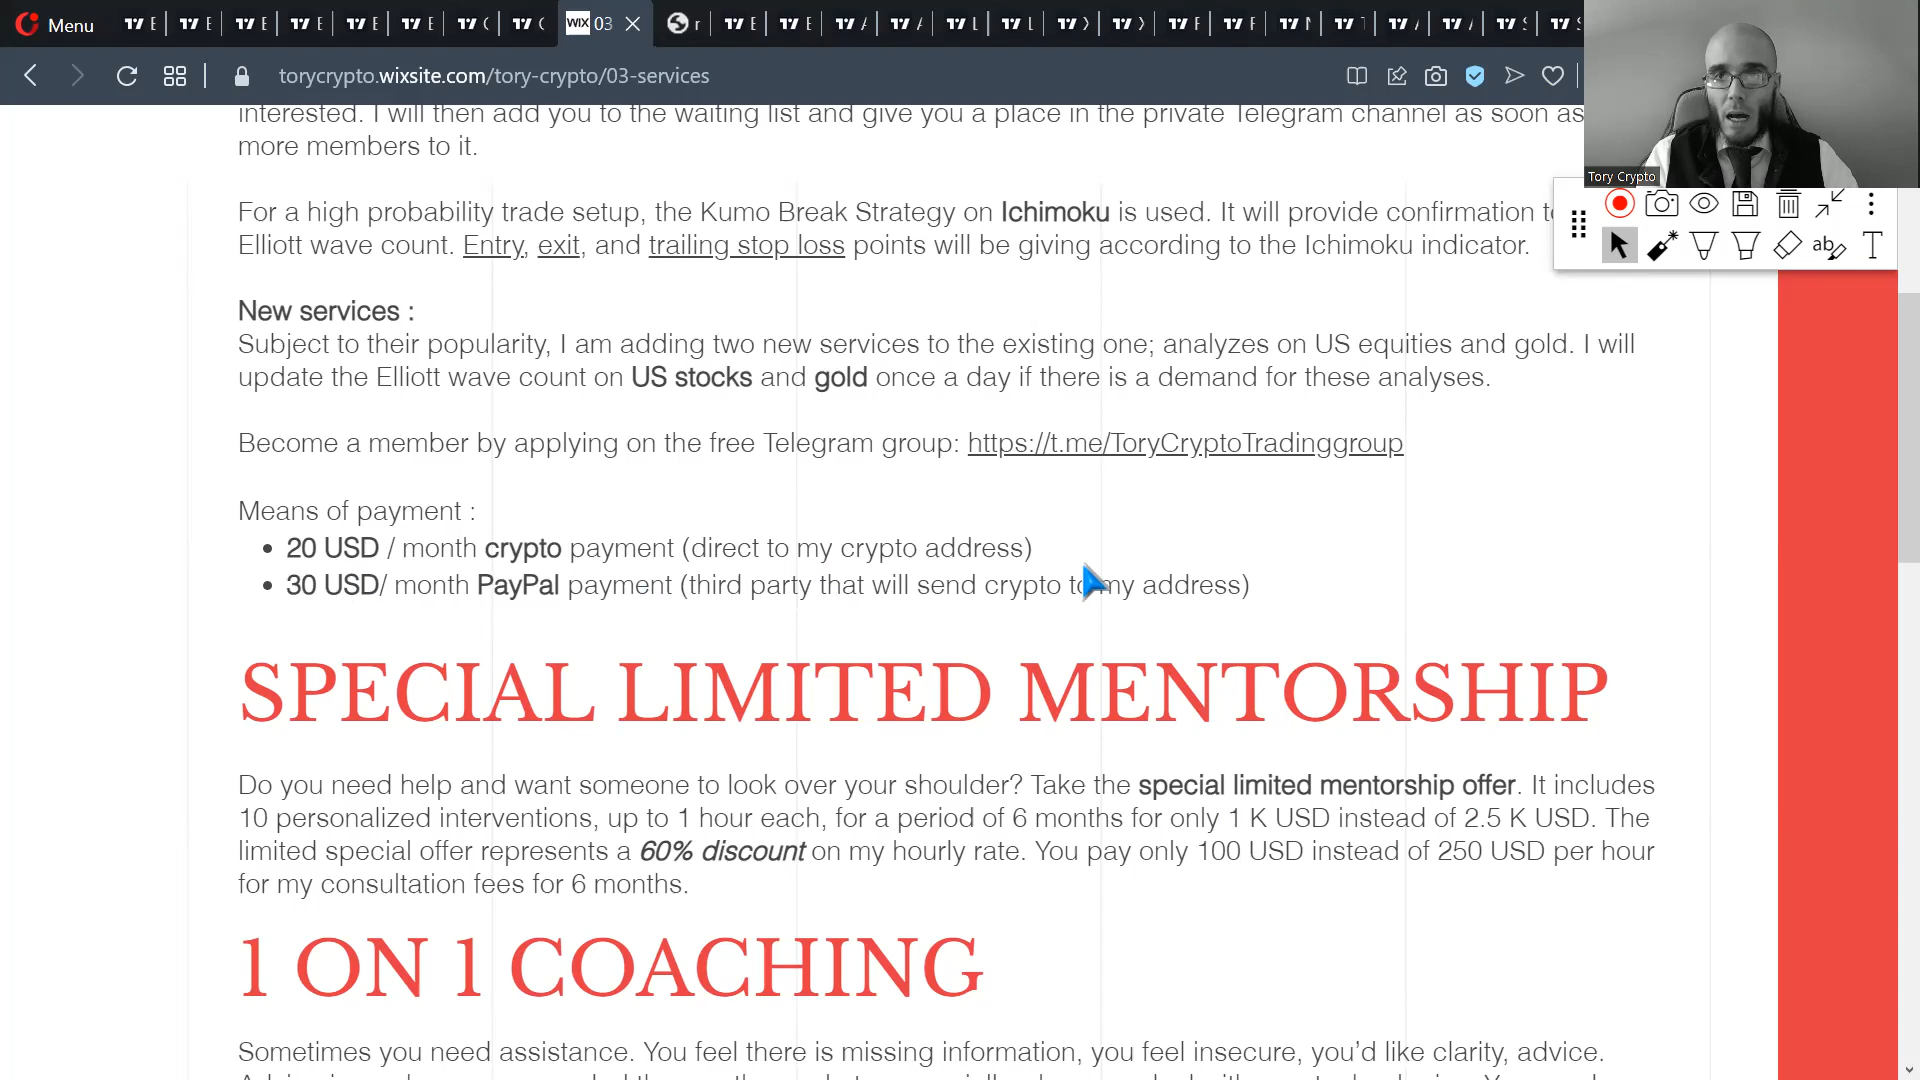 Menu
03
torycrypto.wixsite.com/tory-crypto/03-services
Tory Crypto
interested. I will then add you to the waiting list and give you a place in the private Telegram channel as soon as
more members to it.
For a high probability trade setup, the Kumo Break Strategy on Ichimoku is used. It will provide confirmation
Elliott wave count. Entry, exit, and trailing stop loss points will be giving according to the Ichimoku indicator.
New services :
Subject to their popularity, I am adding two new services to the existing one; analyzes on US equities and gold. I will
update the Elliott wave count on US stocks and gold once a day if there is a demand for these analyses.
Become a member by applying on the free Telegram group: https://t.me/ToryCryptoTradinggroup
Means of payment :
• 20 USD / month crypto payment (direct to my crypto address)
• 30 USD/ month PayPal payment (third party that will send crypto to my address)
SPECIAL LIMITED MENTORSHIP
Do you need help and want someone to look over your shoulder? Take the special limited mentorship offer. It includes
10 personalized interventions, up to 1 hour each, for a period of 6 months for only 1 K USD instead of 2.5 K USD. The
limited special offer represents a 60% discount on my hourly rate. You pay only 100 USD instead of 250 USD per hour
for my consultation fees for 6 months.
1 ON 1 COACHING
Sometimes you need assistance. You feel there is missing information, you feel insecure, you'd like clarity, advice.